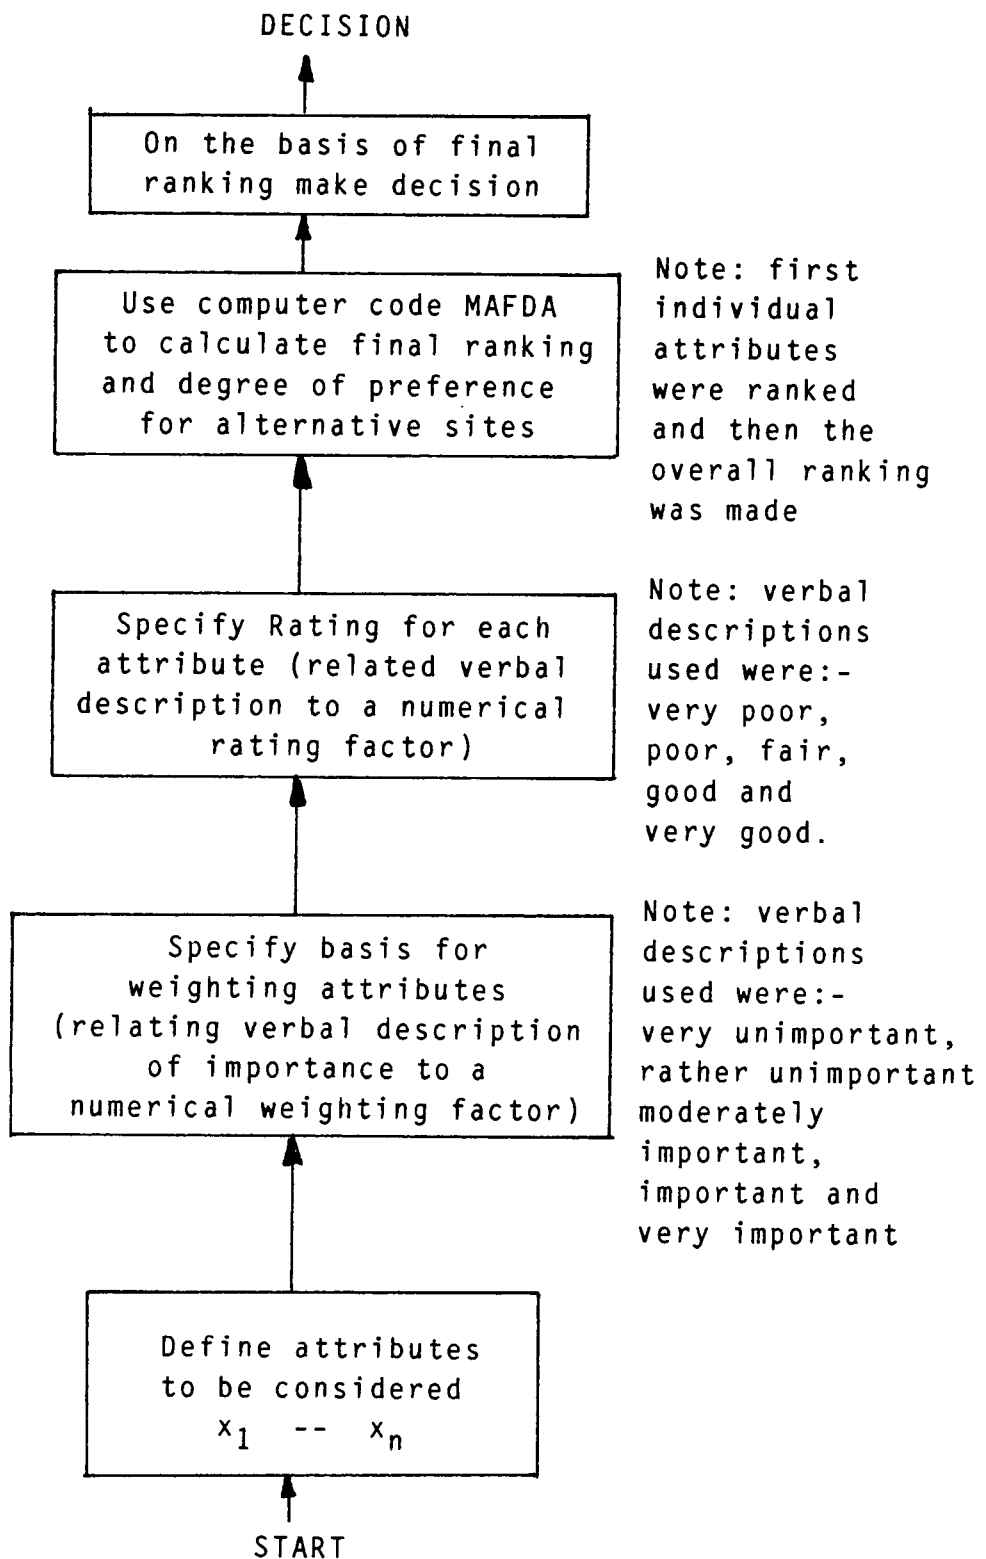 DECISION
On the basis of final
ranking make decision
Use computer code MAFDA
to calculate final ranking
and degree of preference
for alternative sites
Note: first
individual
attributes
were ranked
and then the
overall ranking
was made
Specify Rating for each
attribute (related verbal
description to a numerical
rating factor)
Note: verbal
descriptions
used were:-
very poor,
poor, fair,
good and
very good.
Specify basis for
weighting attributes
(relating verbal description
of importance to a
numerical weighting factor)
Note: verbal
descriptions
used were:-
very unimportant,
rather unimportant
moderately
important,
important and
very important
Define attributes
to be considered
x1 -- xn
START